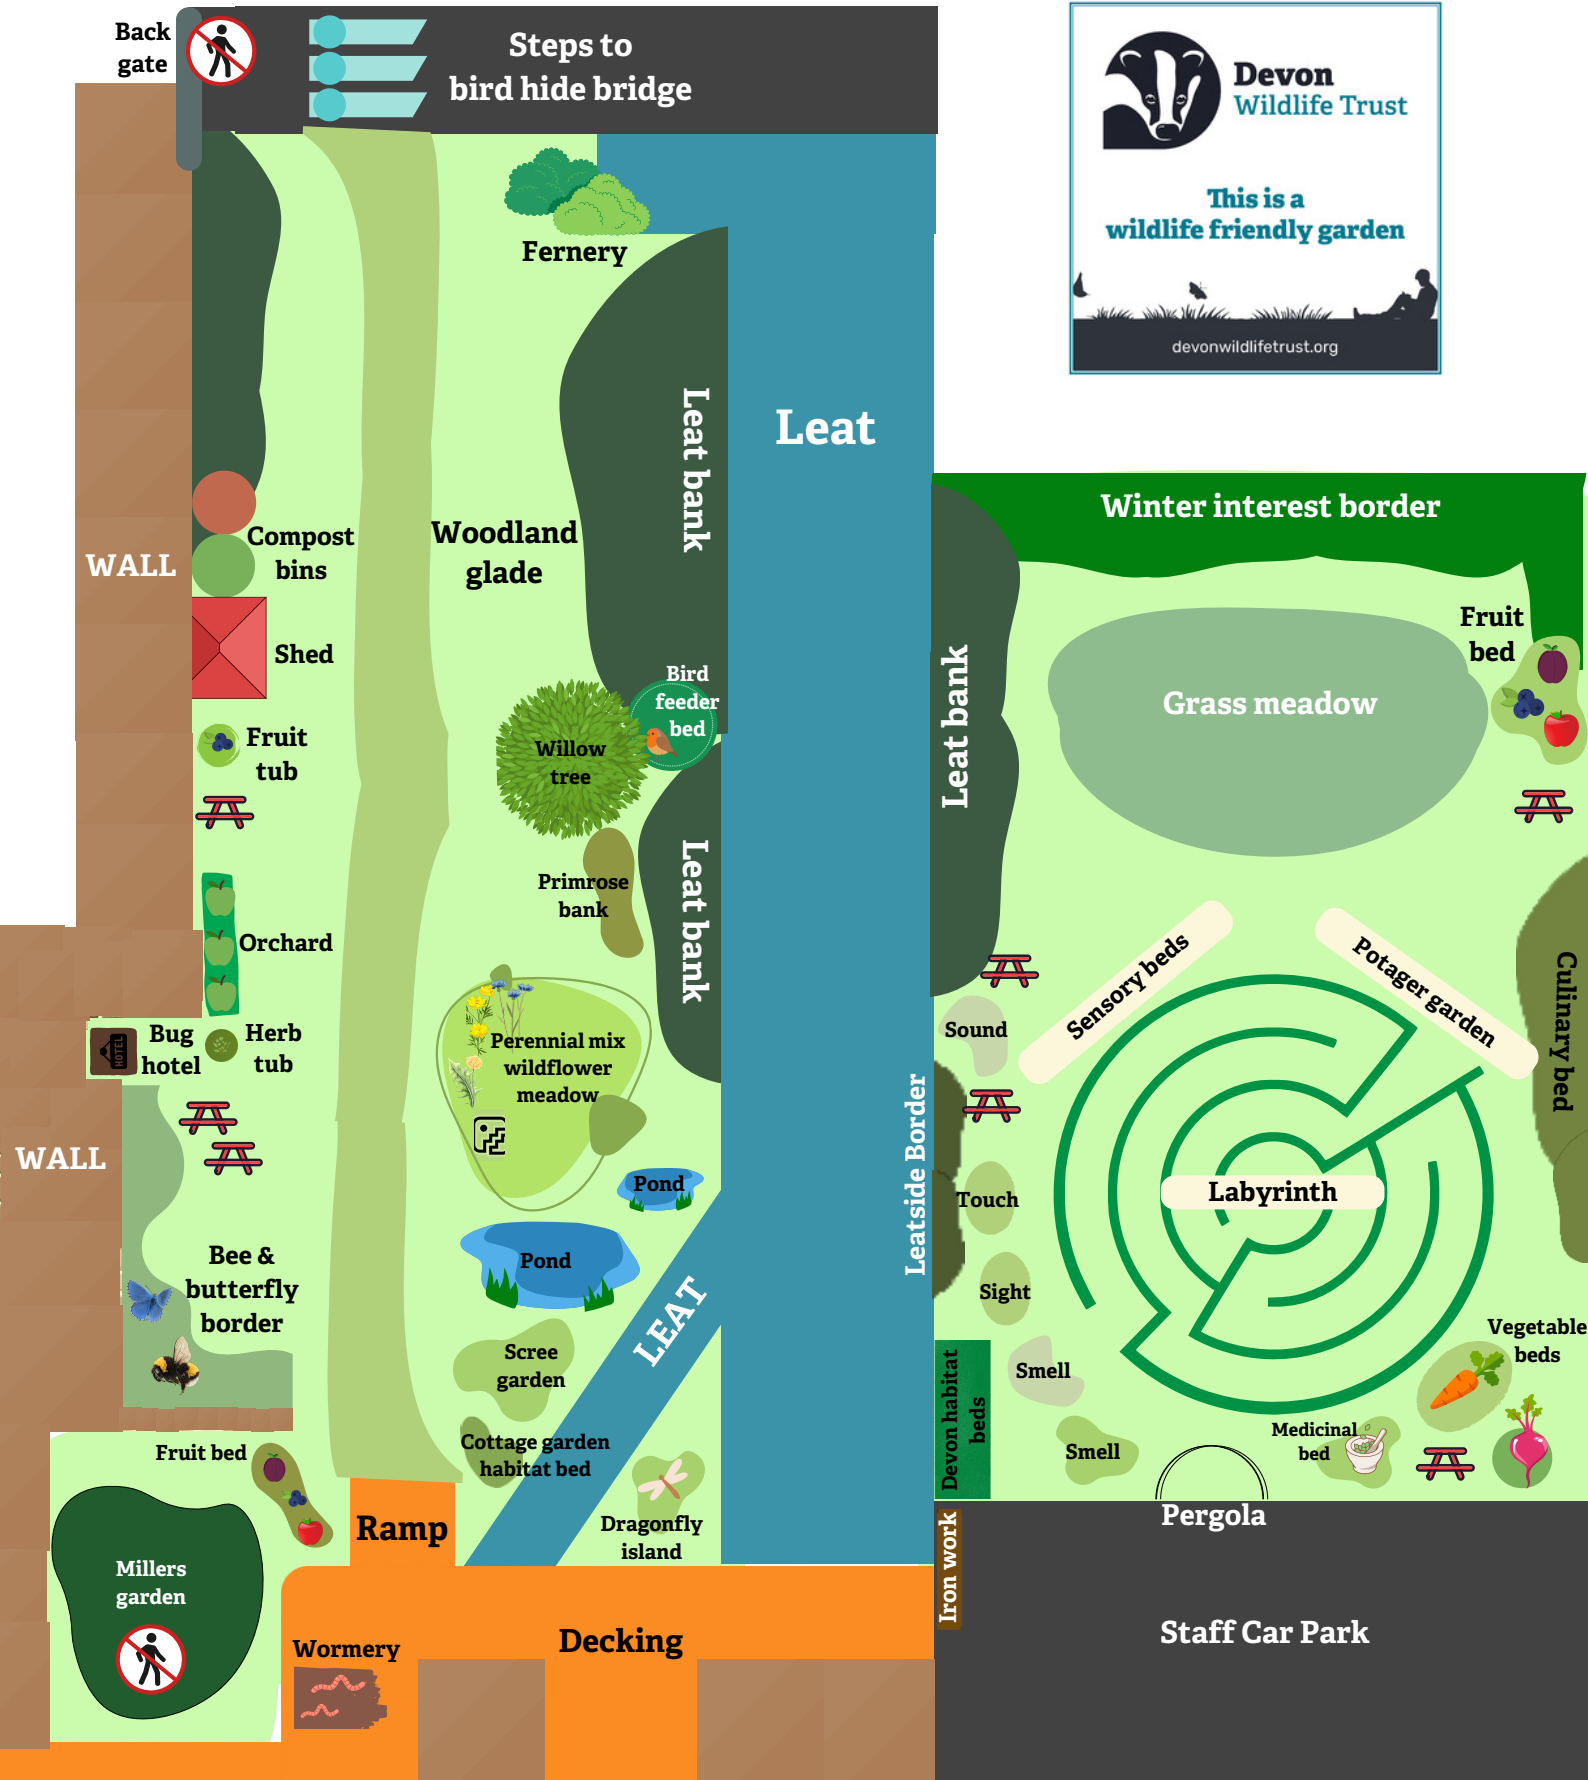 Back
gate
Steps to
bird hide bridge
Devon
Wildlife Trust
This is a
wildlife friendly garden
devonwildlifetrust.org
Fernery
Leat bank
Leat
Winter interest border
Woodland
glade
Compost
bins
WALL
Shed
Fruit
bed
Bird
feeder
bed
Leat bank
Grass meadow
Fruit
tub
Willow
tree
Primrose
bank
Leat bank
Orchard
Sensory beds
Potager garden
Culinary bed
Bug
hotel
HOTEL
Herb
tub
Sound
Perennial mix
wildflower
meadow
WALL
Pond
Leatside Border
Touch
Labyrinth
Bee &
butterfly
border
Pond
Sight
LEAT
Scree
garden
Vegetable
beds
Smell
Devon habitat
beds
Fruit bed
Cottage garden
habitat bed
Smell
Medicinal
bed
Ramp
Dragonfly
island
Pergola
Iron work
Millers
garden
Wormery
Decking
Staff Car Park